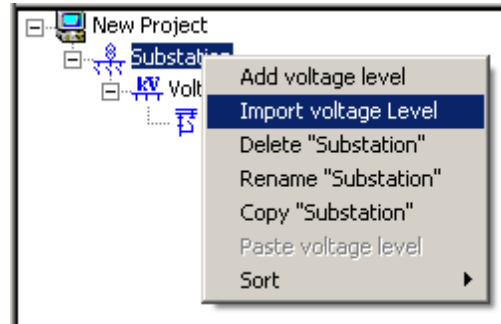 New Project
Substation
kV Volt
Add voltage level
Import voltage Level
Delete "Substation"
Rename "Substation"
Copy "Substation"
Paste voltage level
Sort